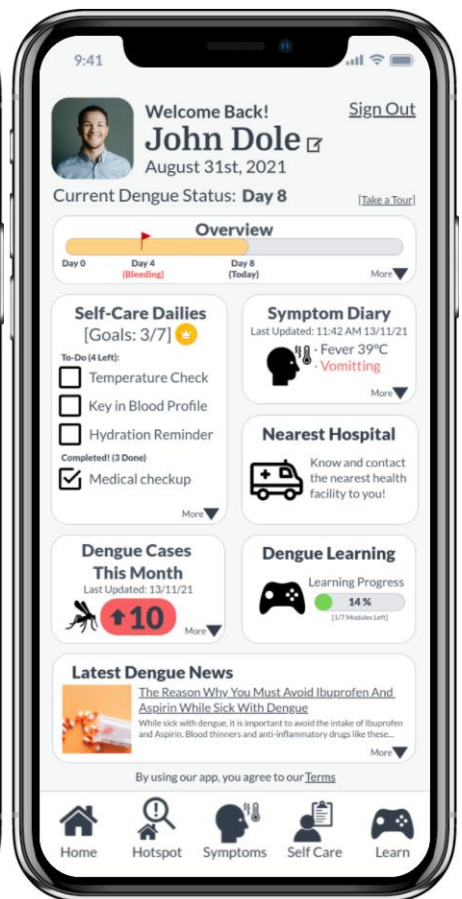 9:41
Sign Out
Welcome Back!
John Dole
August 31st, 2021
Current Dengue Status: Day 8
[Take a Tour]
Overview
Day 0
Day 4
(Bleeding)
Day 8
(Today)
More
Self-Care Dailies
[Goals: 3/7]
To-Do (4 Left):
Temperature Check
Key in Blood Profile
Hydration Reminder
Completed! (3 Done)
Medical checkup
More
Symptom Diary
Last Updated: 11:42 AM 13/11/21
· Fever 39°C
· Vomitting
More
Nearest Hospital
Know and contact
the nearest health
facility to you!
Dengue Cases
This Month
Last Updated: 13/11/21
10
More
Dengue Learning
Learning Progress
14 %
[1/7 Modules Left]
Latest Dengue News
The Reason Why You Must Avoid Ibuprofen And
Aspirin While Sick With Dengue
While sick with dengue, it is important to avoid the intake of Ibuprofen
and Aspirin. Blood thinners and anti-inflammatory drugs like these...
More
By using our app, you agree to our Terms
Home
Hotspot
Symptoms
Self Care
Learn